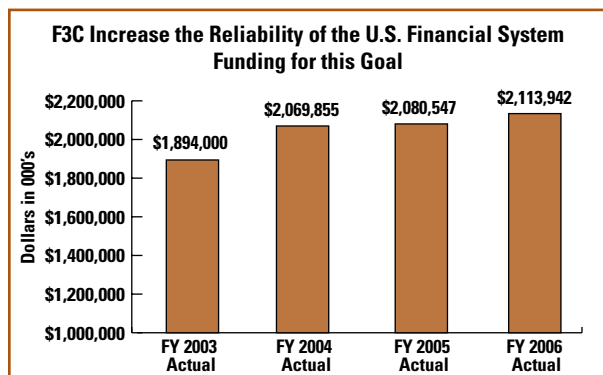 F3C Increase the Reliability of the U.S. Financial System
Funding for this Goal
Dollars in 000's
$2,200,000
$2,000,000
$1,800,000
$1,600,000
$1,400,000
$1,200,000
$1,000,000
$1,894,000
$2,069,855
$2,080,547
$2,113,942
FY 2003
Actual
FY 2004
Actual
FY 2005
Actual
FY 2006
Actual